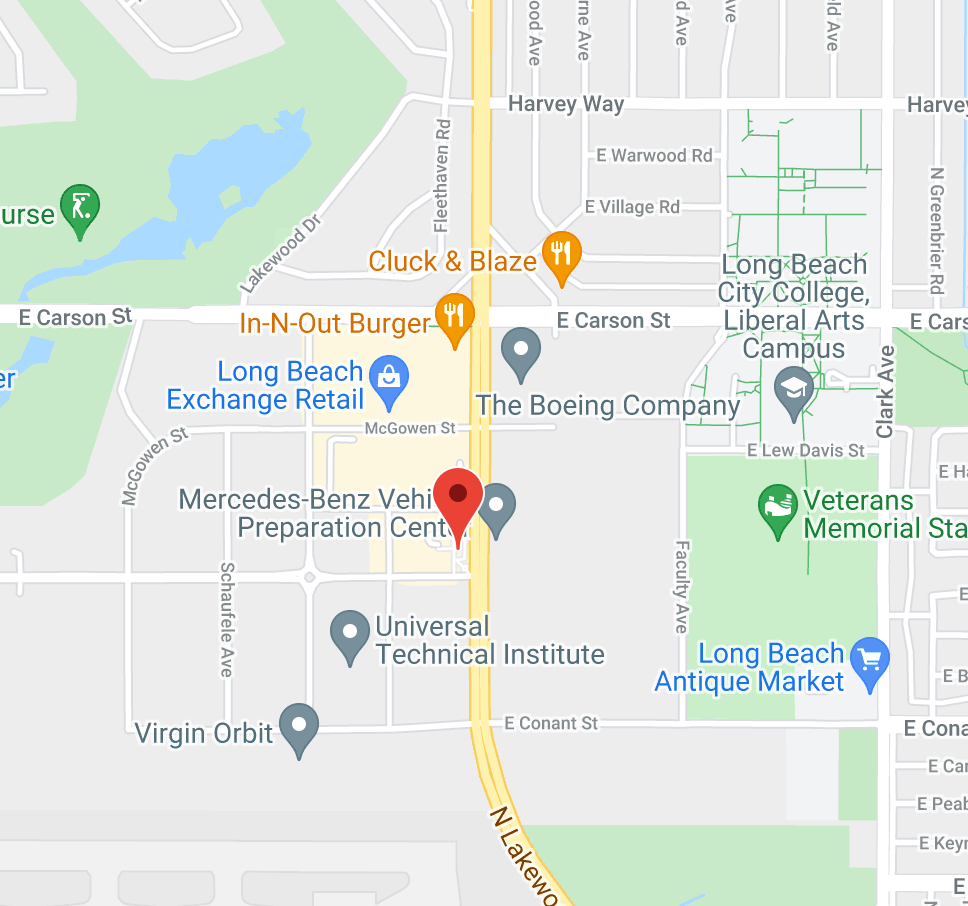 ood Ave
rne Ave
d Ave
Ave
eld Ave
Harvey Way
Harvey
Fleethaven Rd
E Warwood Rd
N Greenbrier Rd
urse
E Village Rd
Lakewood Dr
Cluck & Blaze
Long Beach
City College,
Liberal Arts
Campus
E Carson St
In-N-Out Burger
E Carson St
E Cars
Long Beach
Exchange Retail
er
The Boeing Company
Clark Ave
McGowen St
McGowen St
E Lew Davis St
E Ha
Mercedes-Benz Vehi
Preparation Cente
Veterans
Memorial Sta
Schaufele Ave
Faculty Ave
E
Universal
Technical Institute
Long Beach
Antique Market
E B
Virgin Orbit
E Conant St
E Cona
E Car
E Peab
N Lakewo
E Keyn
E
N